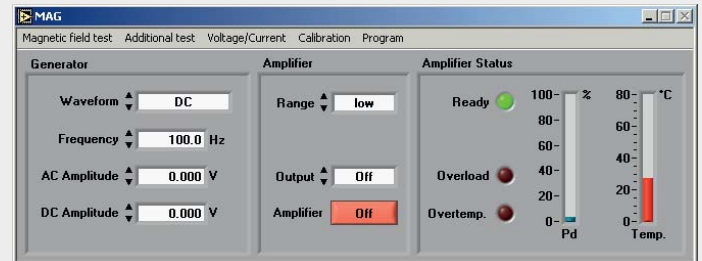 MAG
Magnetic field test Additional test Voltage/Current Calibration Program
Generator
Waveform DC
Frequency 100.0 Hz
AC Amplitude 0.000 V
DC Amplitude 0.000 V
Amplifier
Range low
Output Off
Amplifier Off
Amplifier Status
Ready
Overload
Overtemp.
100- %
80-
60-
40-
20-
0-
Pd
80- °C
60-
40-
20-
0-
Temp.